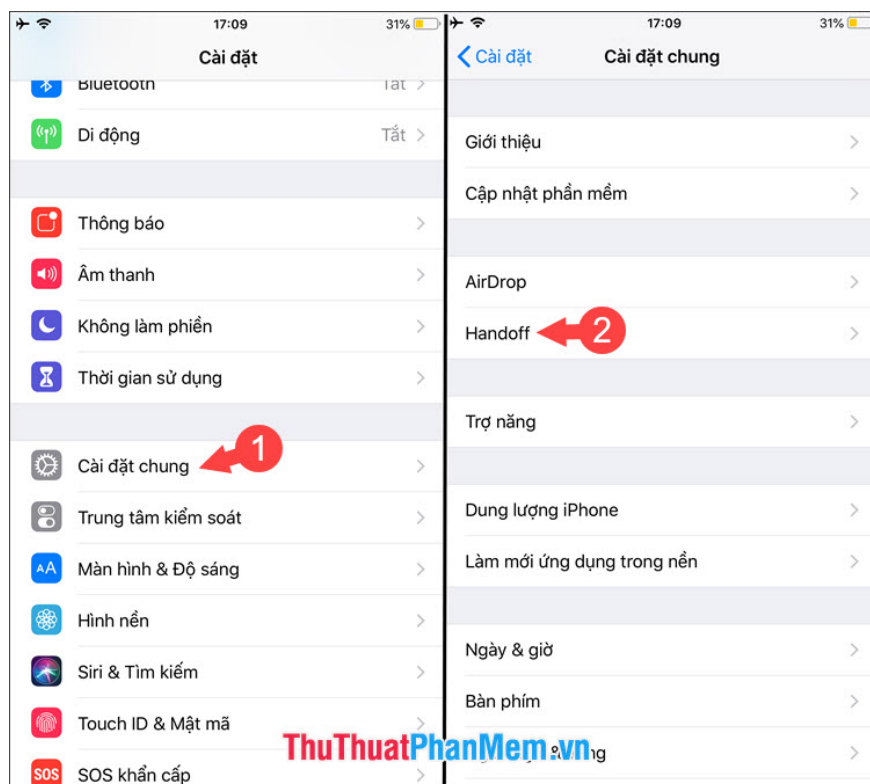 17:09
31%
Cài đặt
Bluetooth Tắt
Di động Tắt
Thông báo
Âm thanh
Không làm phiền
Thời gian sử dụng
Cài đặt chung
1
Trung tâm kiểm soát
AA Màn hình & Độ sáng
Hình nền
Siri & Tìm kiếm
Touch ID & Mật mã
SOS SOS khẩn cấp
17:09
31%
Cài đặt Cài đặt chung
Giới thiệu
Cập nhật phần mềm
AirDrop
Handoff
2
Trợ năng
Dung lượng iPhone
Làm mới ứng dụng trong nền
Ngày & giờ
Bàn phím
&
ThuThuatPhanMem.vn